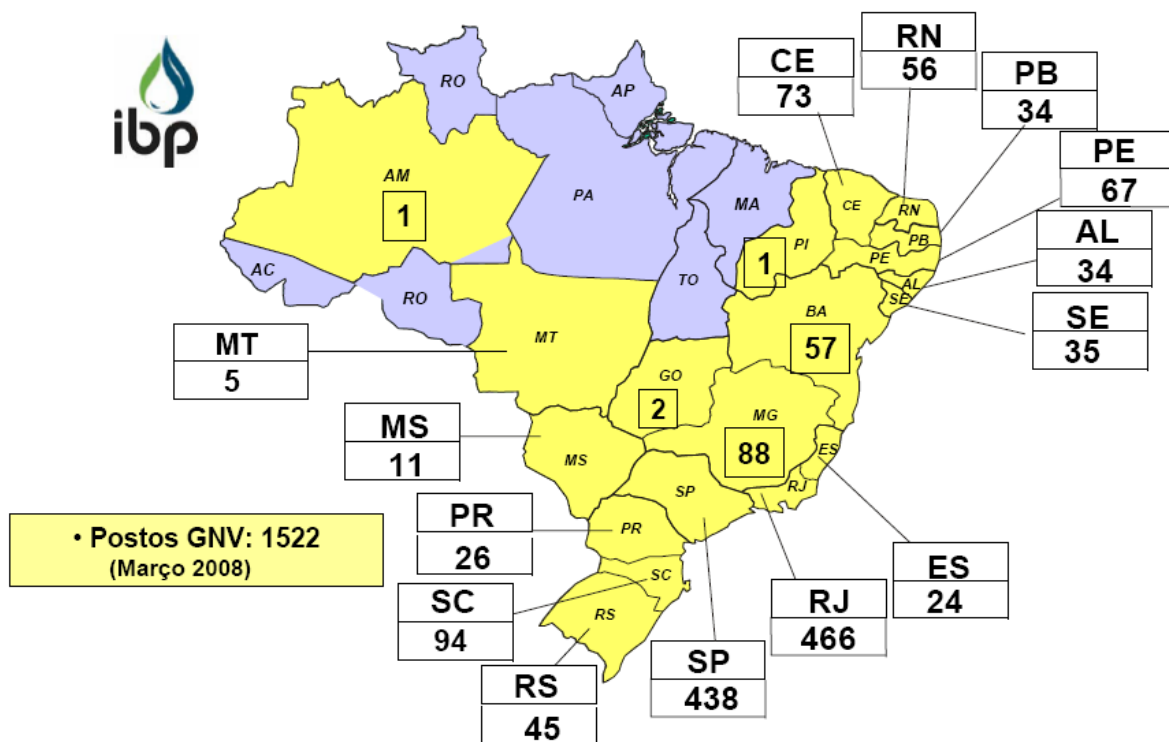 ibp
CE
73
RN
56
PB
34
PE
67
AL
34
SE
35
RO
AP
AM
1
PA
MA
CE
RN
PB
PE
AL
SE
PI
1
AC
RO
TO
BA
57
MT
MT
5
GO
2
MG
88
ES
MS
11
MS
SP
RJ
PR
26
PR
• Postos GNV: 1522
(Março 2008)
SC
94
SC
RS
RS
45
SP
438
RJ
466
ES
24